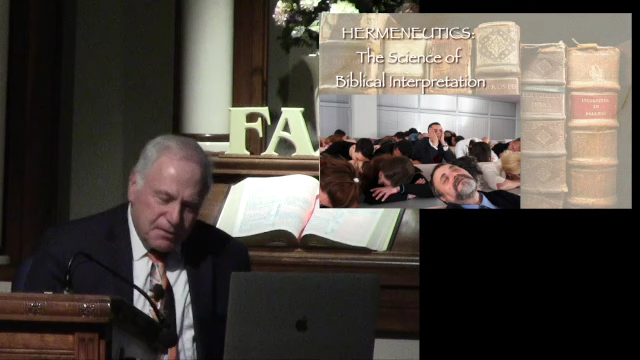 HERMENEUTICS:
The Science of
Biblical Interpretation
FA